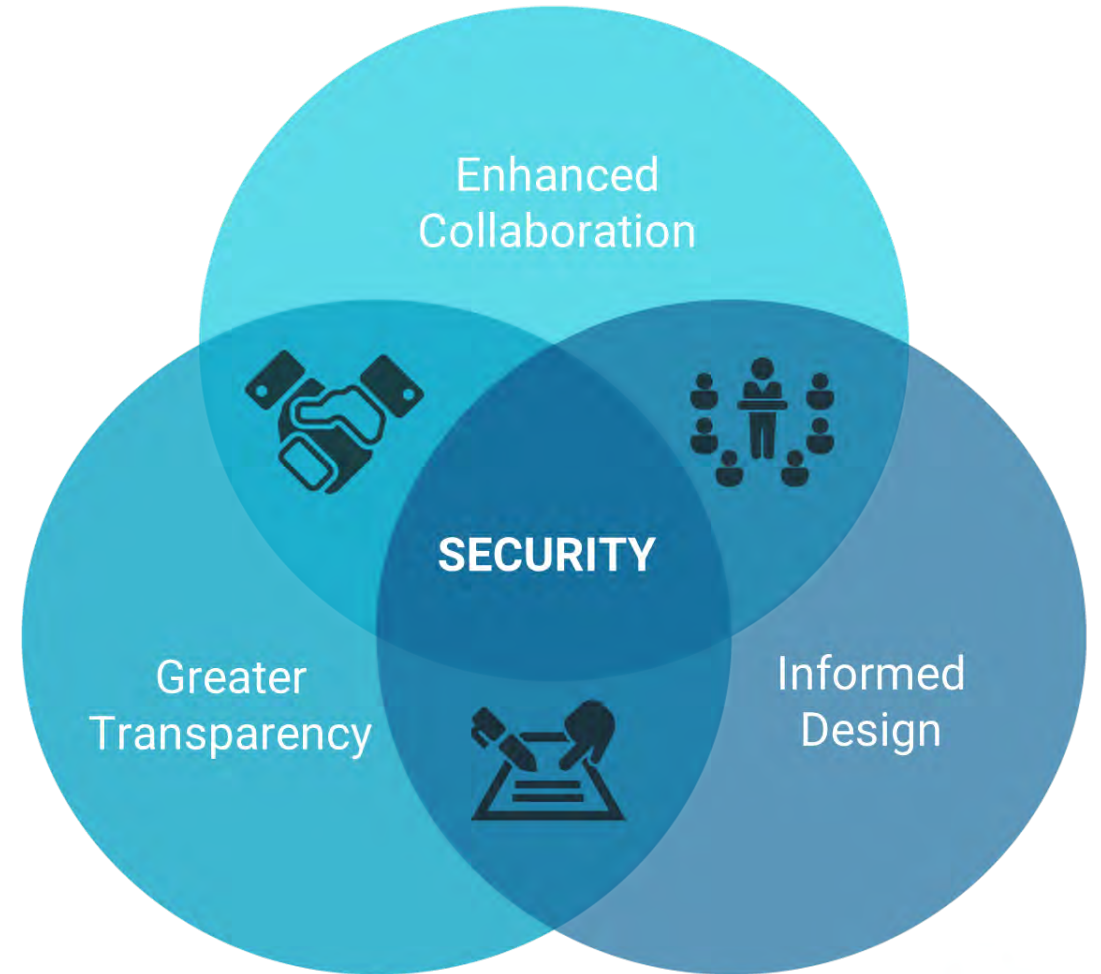 Enhanced
Collaboration
SECURITY
Greater
Transparency
Informed
Design